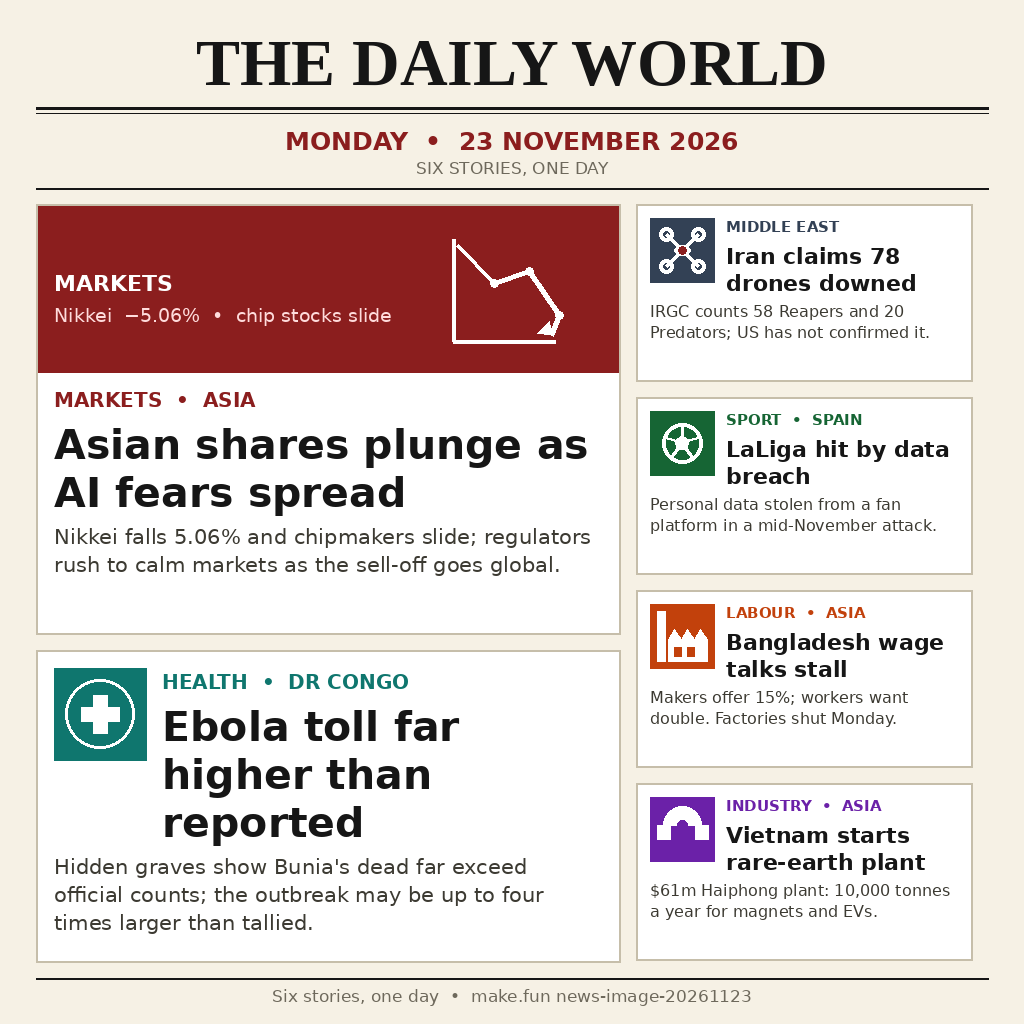 THE DAILY WORLD
MONDAY • 23 NOVEMBER 2026
SIX STORIES, ONE DAY
MARKETS
Nikkei −5.06% • chip stocks slide
MARKETS • ASIA
Asian shares plunge as
AI fears spread
Nikkei falls 5.06% and chipmakers slide; regulators
rush to calm markets as the sell-off goes global.
HEALTH • DR CONGO
Ebola toll far
higher than
reported
Hidden graves show Bunia's dead far exceed
official counts; the outbreak may be up to four
times larger than tallied.
MIDDLE EAST
Iran claims 78
drones downed
IRGC counts 58 Reapers and 20
Predators; US has not confirmed it.
SPORT • SPAIN
LaLiga hit by data
breach
Personal data stolen from a fan
platform in a mid-November attack.
LABOUR • ASIA
Bangladesh wage
talks stall
Makers offer 15%; workers want
double. Factories shut Monday.
INDUSTRY • ASIA
Vietnam starts
rare-earth plant
$61m Haiphong plant: 10,000 tonnes
a year for magnets and EVs.
Six stories, one day • make.fun news-image-20261123